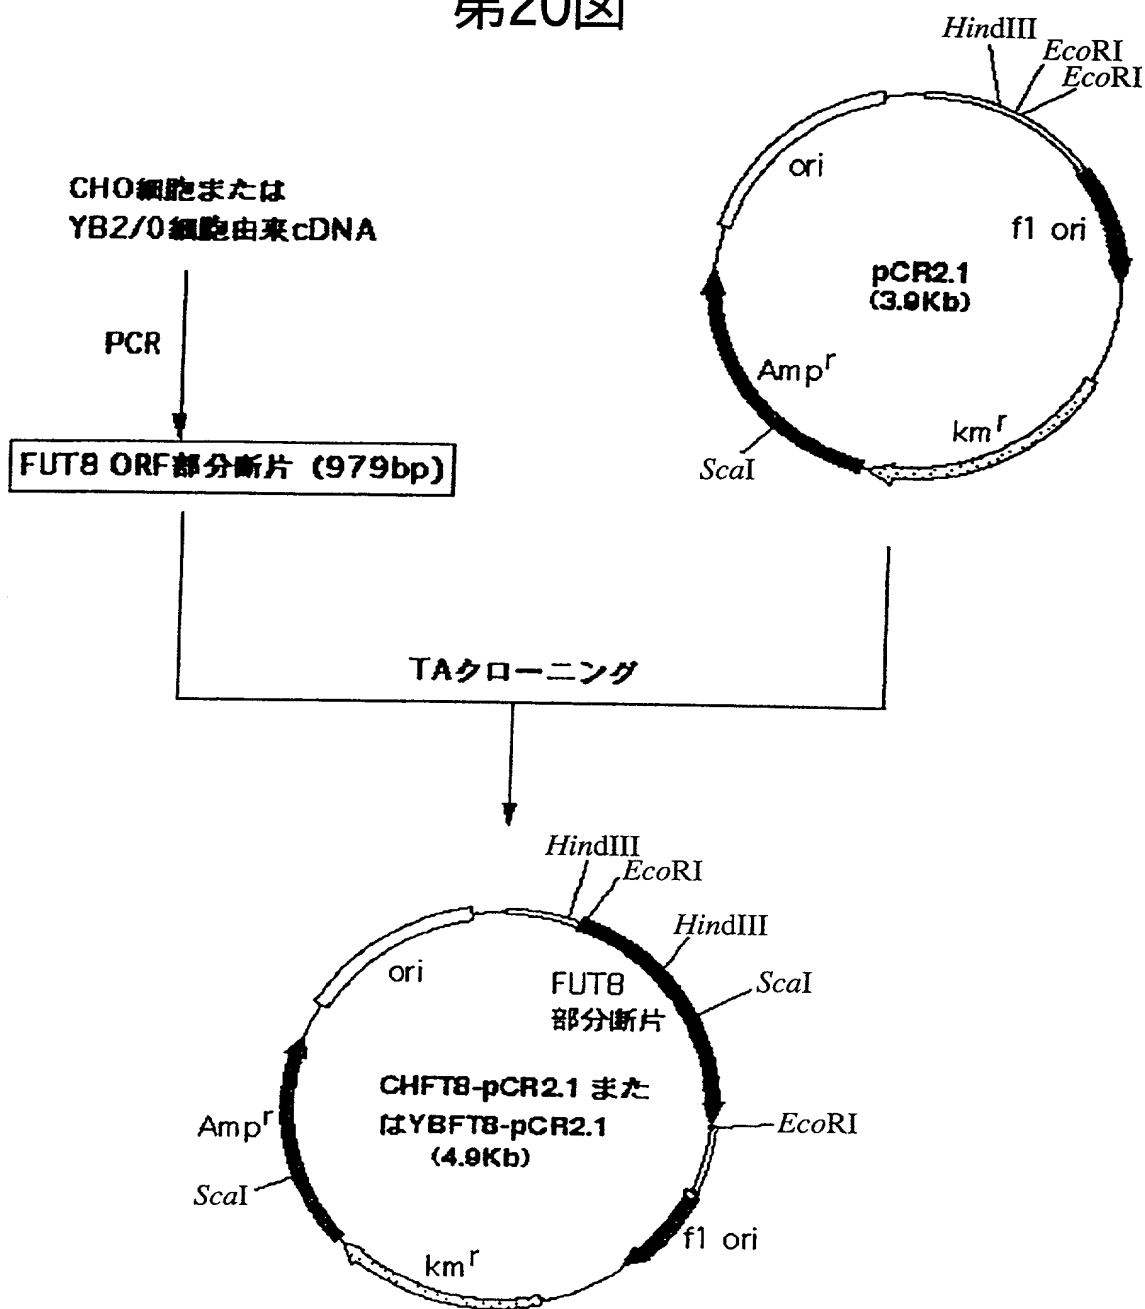 第20図
HindIII
EcoRI
EcoRI
ori
f1 ori
pCR2.1
(3.9Kb)
Ampr
kmr
ScaI
CHO細胞または
YB2/0細胞由来cDNA
PCR
FUT8 ORF部分断片 (979bp)
TAクローニング
HindIII
EcoRI
HindIII
ScaI
ori
FUT8
部分断片
CHFT8-pCR2.1 また
はYBFT8-pCR2.1
(4.9Kb)
Ampr
EcoRI
ScaI
f1 ori
kmr